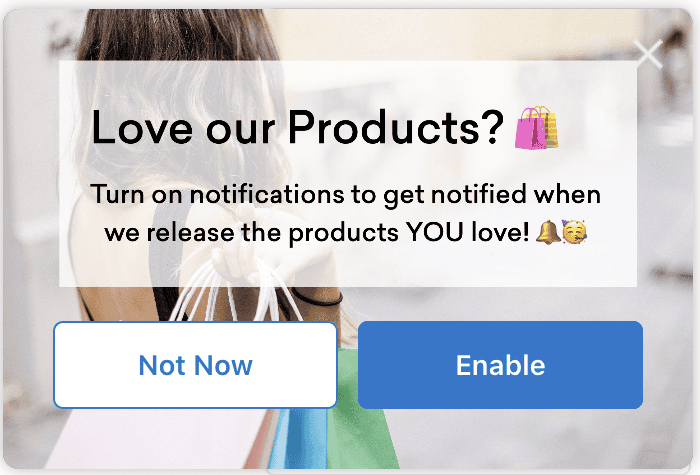 Love our Products? 🛍️
Turn on notifications to get notified when
we release the products YOU love! 🔔🥳
Not Now
Enable